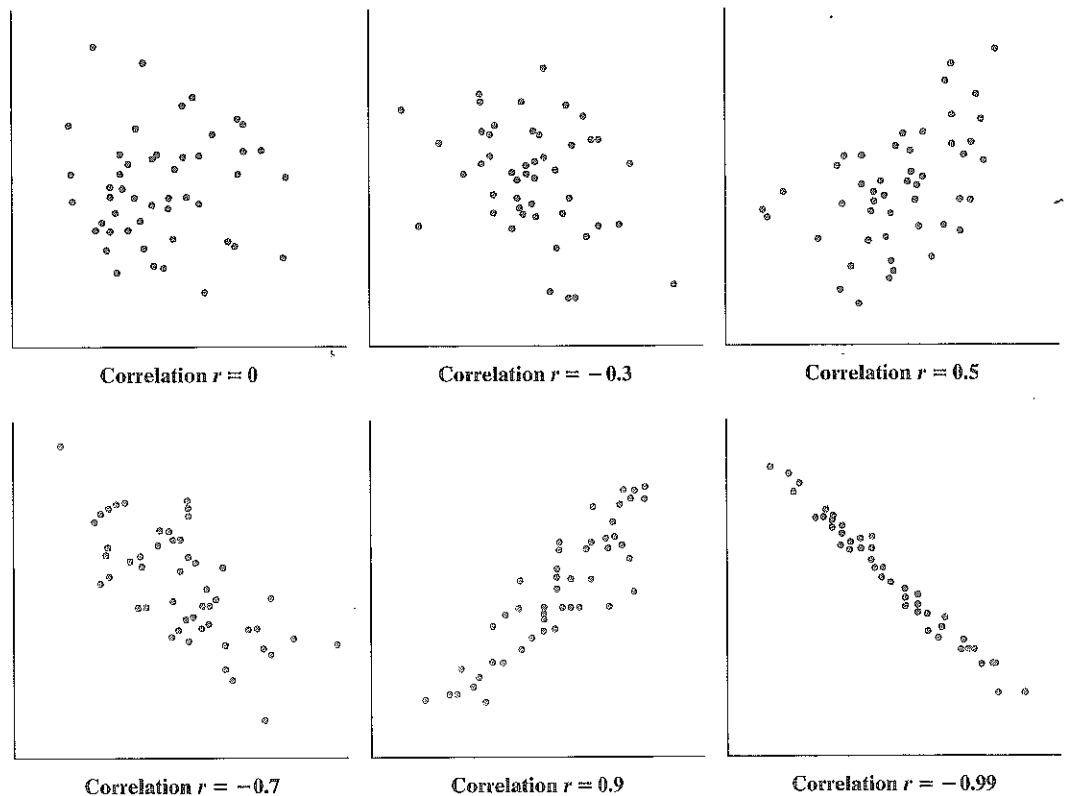 Correlation r = 0
Correlation r = −0.3
Correlation r = 0.5
Correlation r = −0.7
Correlation r = 0.9
Correlation r = −0.99